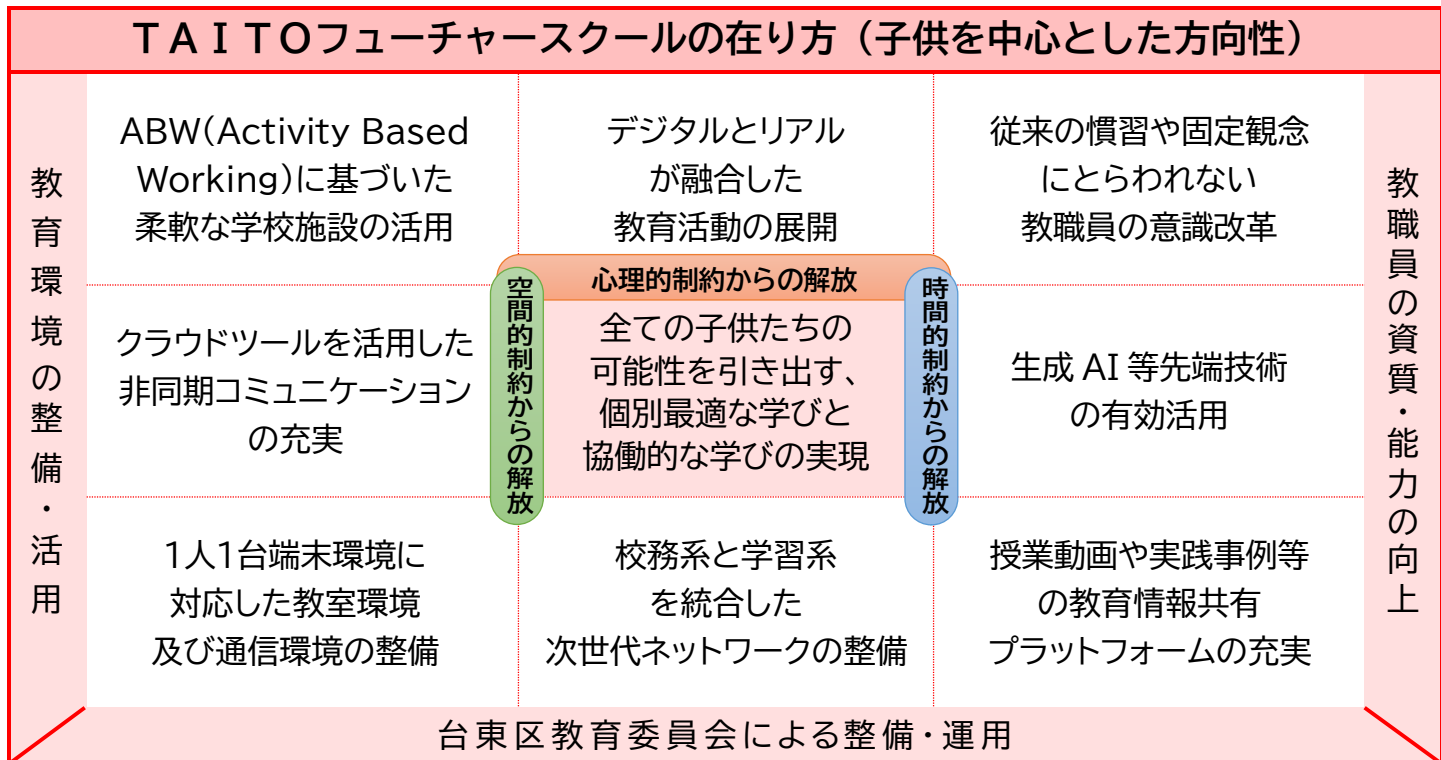 ＴＡＩＴＯフューチャースクールの在り方（子供を中心とした方向性）
教育環境の整備・活用
ABW(Activity Based
Working)に基づいた
柔軟な学校施設の活用
デジタルとリアル
が融合した
教育活動の展開
従来の慣習や固定観念
にとらわれない
教職員の意識改革
クラウドツールを活用した
非同期コミュニケーション
の充実
空間的制約からの解放
心理的制約からの解放
全ての子供たちの
可能性を引き出す、
個別最適な学びと
協働的な学びの実現
時間的制約からの解放
生成 AI 等先端技術
の有効活用
1人1台端末環境に
対応した教室環境
及び通信環境の整備
校務系と学習系
を統合した
次世代ネットワークの整備
授業動画や実践事例等
の教育情報共有
プラットフォームの充実
教職員の資質・能力の向上
台東区教育委員会による整備・運用